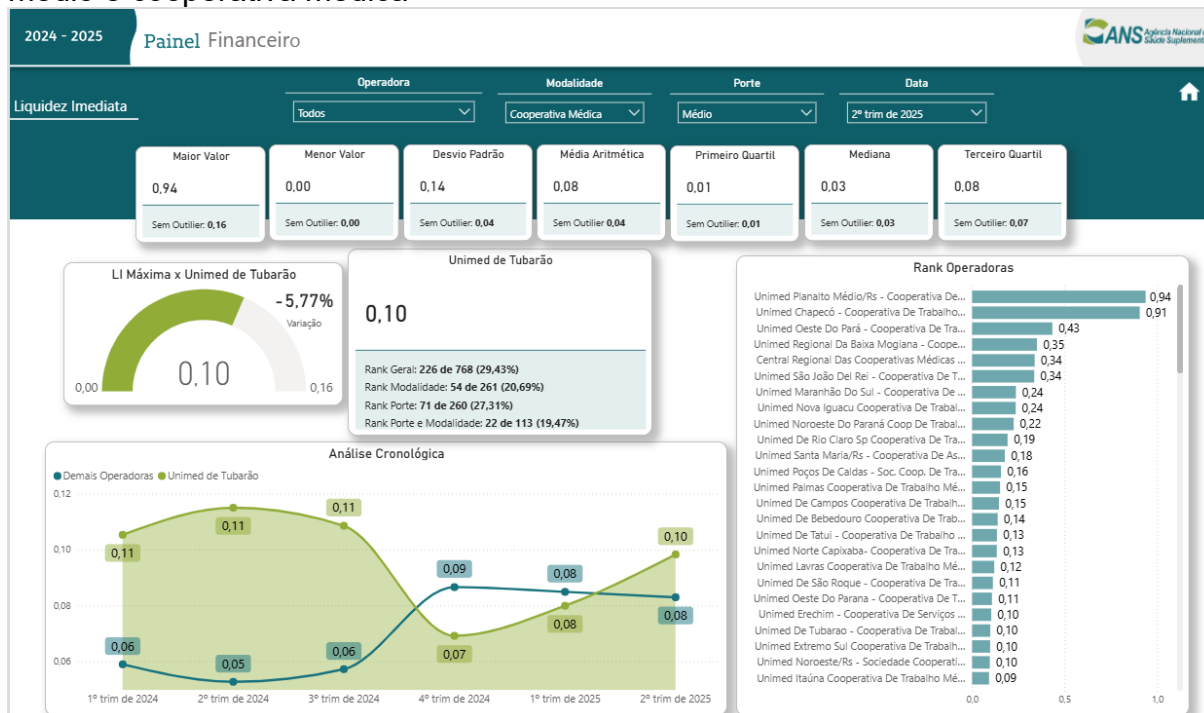 médio e cooperativa médica
2024 - 2025
Painel Financeiro
ANS Agência Nacional de
Saúde Suplementar
Liquidez Imediata
Operadora
Modalidade
Porte
Data
Todos
Cooperativa Médica
Médio
2º trim de 2025
Maior Valor
0,94
Sem Outilier: 0,16
Menor Valor
0,00
Sem Outilier: 0,00
Desvio Padrão
0,14
Sem Outilier: 0,04
Média Aritmética
0,08
Sem Outilier 0,04
Primeiro Quartil
0,01
Sem Outilier: 0,01
Mediana
0,03
Sem Outilier: 0,03
Terceiro Quartil
0,08
Sem Outilier: 0,07
LI Máxima x Unimed de Tubarão
-5,77%
Variação
0,10
0,00
0,16
Unimed de Tubarão
0,10
Rank Geral: 226 de 768 (29,43%)
Rank Modalidade: 54 de 261 (20,69%)
Rank Porte: 71 de 260 (27,31%)
Rank Porte e Modalidade: 22 de 113 (19,47%)
Análise Cronológica
Demais Operadoras
Unimed de Tubarão
0,12
0,10
0,08
0,06
0,11
0,11
0,11
0,07
0,08
0,10
0,06
0,05
0,06
0,09
0,08
0,08
1º trim de 2024
2º trim de 2024
3º trim de 2024
4º trim de 2024
1º trim de 2025
2º trim de 2025
Rank Operadoras
Unimed Planalto Médio/Rs - Cooperativa De... 0,94
Unimed Chapecó - Cooperativa De Trabalho... 0,91
Unimed Oeste Do Pará - Cooperativa De Tra... 0,43
Unimed Regional Da Baixa Mogiana - Coope... 0,35
Central Regional Das Cooperativas Médicas ... 0,34
Unimed São João Del Rei - Cooperativa De T... 0,34
Unimed Maranhão Do Sul - Cooperativa De ... 0,24
Unimed Nova Iguacu Cooperativa De Trabal... 0,24
Unimed Noroeste Do Paraná Coop De Trabal... 0,22
Unimed De Rio Claro Sp Cooperativa De Tra... 0,19
Unimed Santa Maria/Rs - Cooperativa De As... 0,18
Unimed Poços De Caldas - Soc. Coop. De Tra... 0,16
Unimed Palmas Cooperativa De Trabalho Mé... 0,15
Unimed De Campos Cooperativa De Trabalh... 0,15
Unimed De Bebedouro Cooperativa De Trab... 0,14
Unimed De Tatui - Cooperativa De Trabalho ... 0,13
Unimed Norte Capixaba- Cooperativa De Tra... 0,13
Unimed Lavras Cooperativa De Trabalho Mé... 0,12
Unimed De São Roque - Cooperativa De Tra... 0,11
Unimed Oeste Do Parana - Cooperativa De T... 0,11
Unimed Erechim - Cooperativa De Serviços ... 0,10
Unimed De Tubarao - Cooperativa De Trabal... 0,10
Unimed Extremo Sul Cooperativa De Trabalh... 0,10
Unimed Noroeste/Rs - Sociedade Cooperati... 0,10
Unimed Itaúna Cooperativa De Trabalho Mé... 0,09
0,0
0,5
1,0